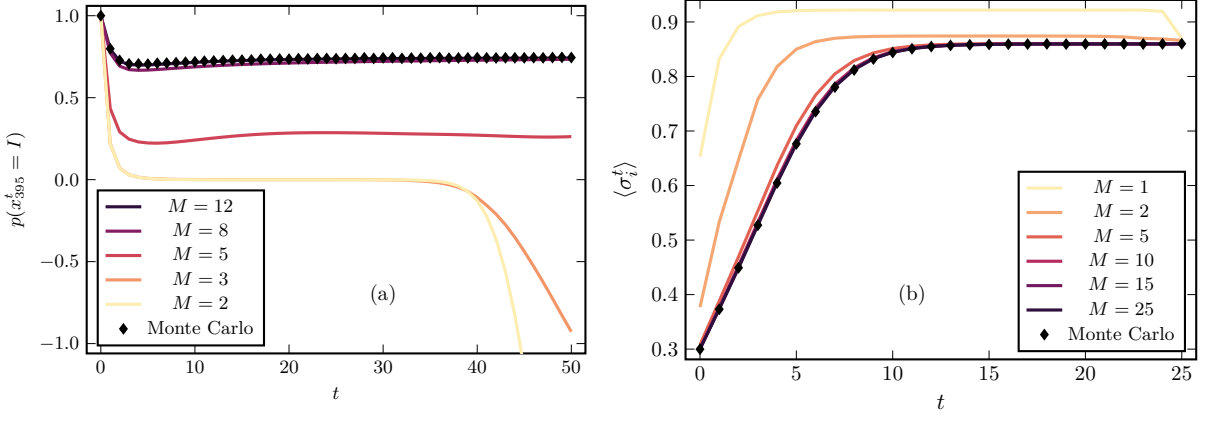 1.0
0.5
0.0
−0.5
−1.0
p(x^t_395 = I)
M = 12
M = 8
M = 5
M = 3
M = 2
Monte Carlo
(a)
0
10
20
30
40
50
t
0.9
0.8
0.7
0.6
0.5
0.4
0.3
⟨σ_i^t⟩
M = 1
M = 2
M = 5
M = 10
M = 15
M = 25
Monte Carlo
(b)
0
5
10
15
20
25
t